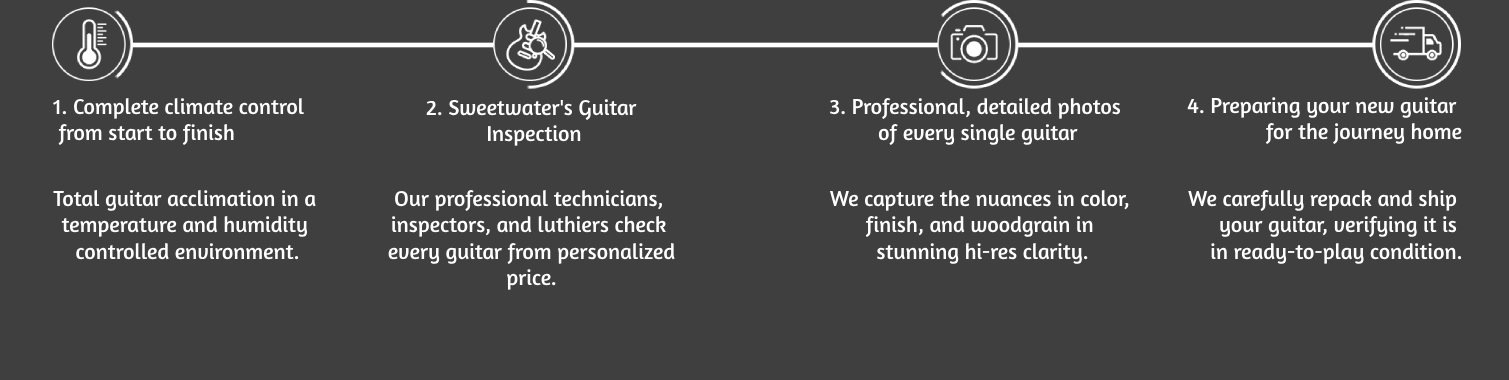 1. Complete climate control
from start to finish
Total guitar acclimation in a
temperature and humidity
controlled environment.
2. Sweetwater's Guitar
Inspection
Our professional technicians,
inspectors, and luthiers check
every guitar from personalized
price.
3. Professional, detailed photos
of every single guitar
We capture the nuances in color,
finish, and woodgrain in
stunning hi-res clarity.
4. Preparing your new guitar
for the journey home
We carefully repack and ship
your guitar, verifying it is
in ready-to-play condition.